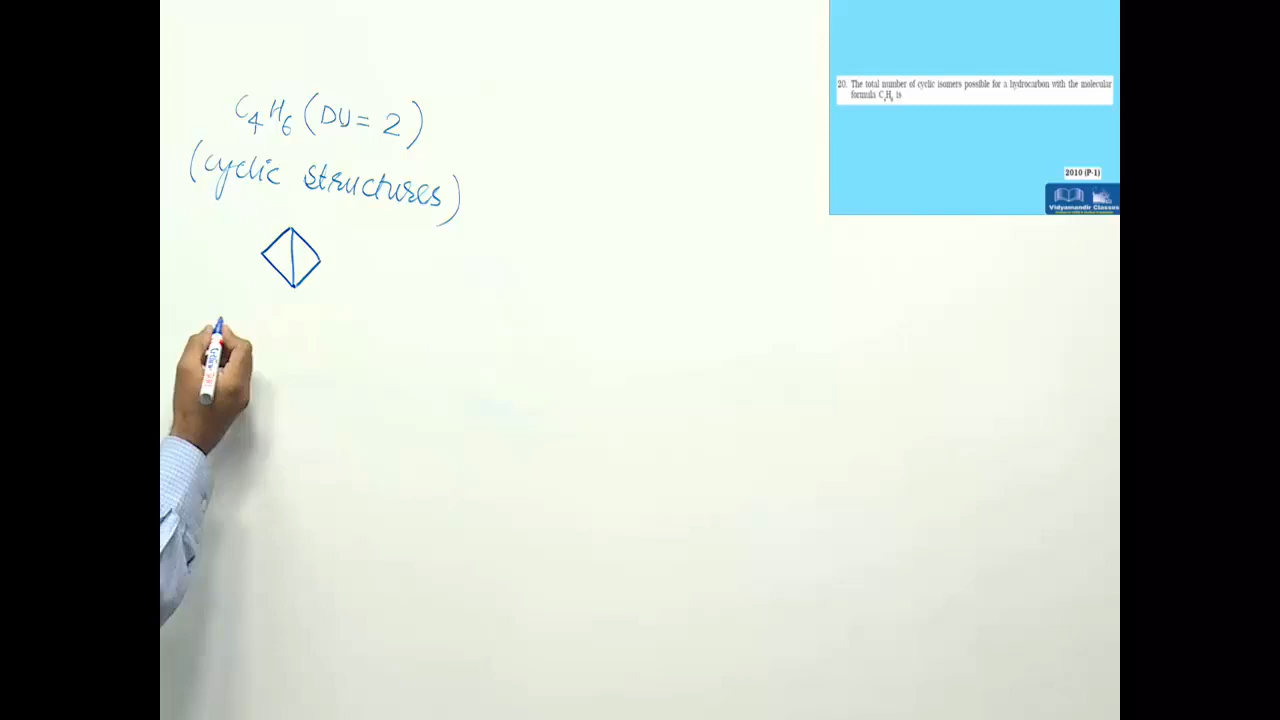 C₄H₆ (DU = 2)
(cyclic structures)
20. The total number of cyclic isomers possible for a hydrocarbon with the molecular
formula C₄H₆ is
2010 (P-1)
Vidyamandir Classes